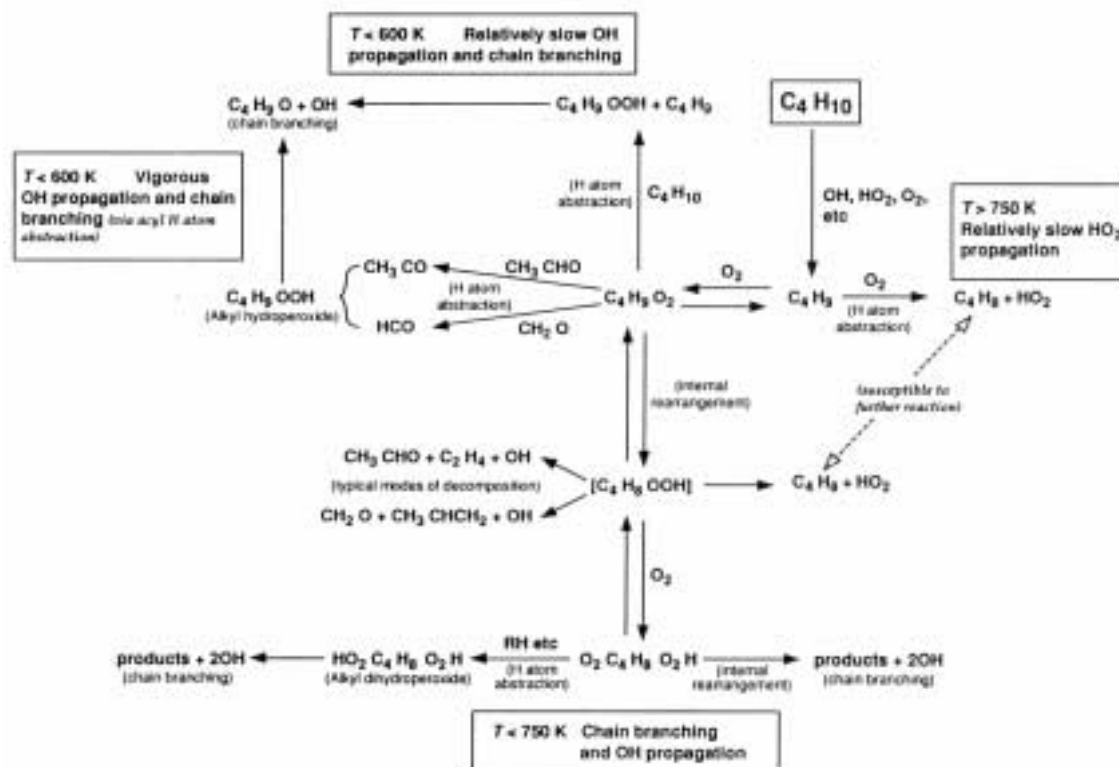 T < 600 K Relatively slow OH
propagation and chain branching
C4 H9 O + OH
(chain branching)
C4 H9 OOH + C4 H9
C4 H10
T < 600 K Vigorous
OH propagation and chain
branching (via acyl H atom
abstraction)
(H atom
abstraction)
C4 H10
OH, HO2, O2,
etc
T > 750 K
Relatively slow HO2
propagation
C4 H9 OOH
(Alkyl hydroperoxide)
CH3 CO
HCO
CH3 CHO
(H atom
abstraction)
CH2 O
C4 H9 O2
O2
C4 H9
O2
(H atom
abstraction)
C4 H8 + HO2
(internal
rearrangement)
(susceptible to
further reaction)
CH3 CHO + C2 H4 + OH
(typical modes of decomposition)
CH2 O + CH3 CHCH2 + OH
[C4 H8 OOH]
C4 H8 + HO2
O2
products + 2OH
(chain branching)
HO2 C4 H8 O2 H
(Alkyl dihydroperoxide)
RH etc
(H atom
abstraction)
O2 C4 H8 O2 H
(internal
rearrangement)
products + 2OH
(chain branching)
T < 750 K Chain branching
and OH propagation